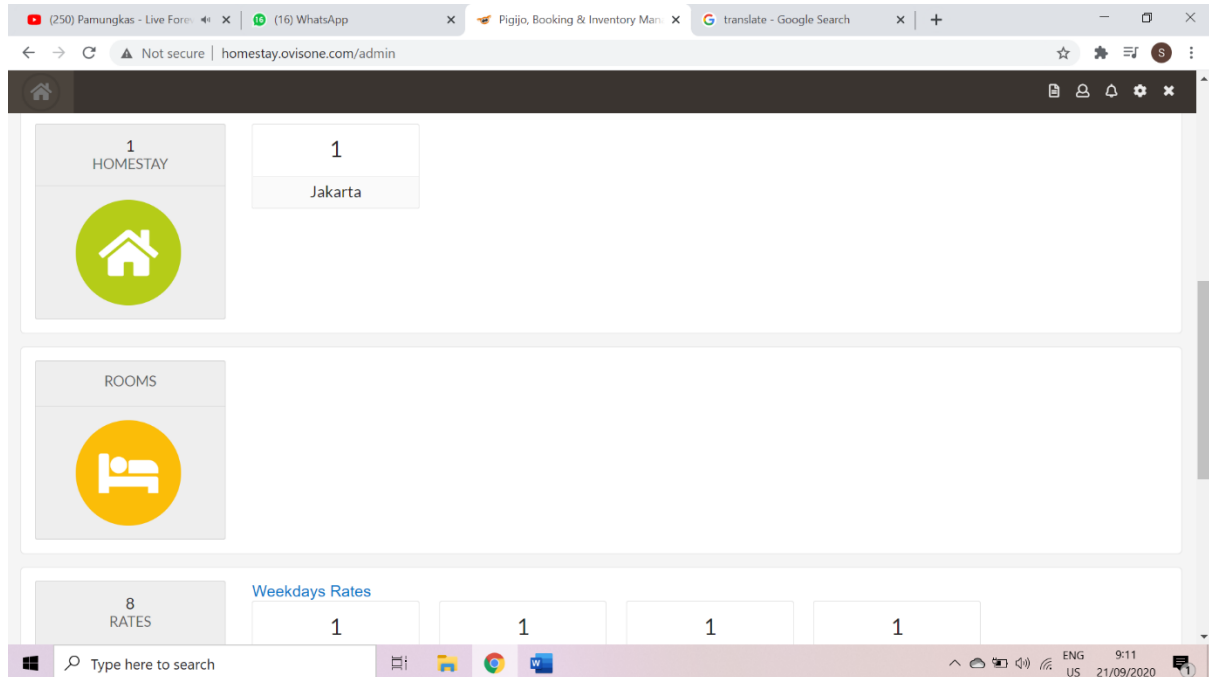 (250) Pamungkas - Live Fore
(16) WhatsApp
Pigijo, Booking & Inventory Man
translate - Google Search
Not secure
homestay.ovisone.com/admin
S
1
HOMESTAY
1
Jakarta
ROOMS
8
RATES
Weekdays Rates
1
1
1
1
Type here to search
ENG
US
9:11
21/09/2020
1